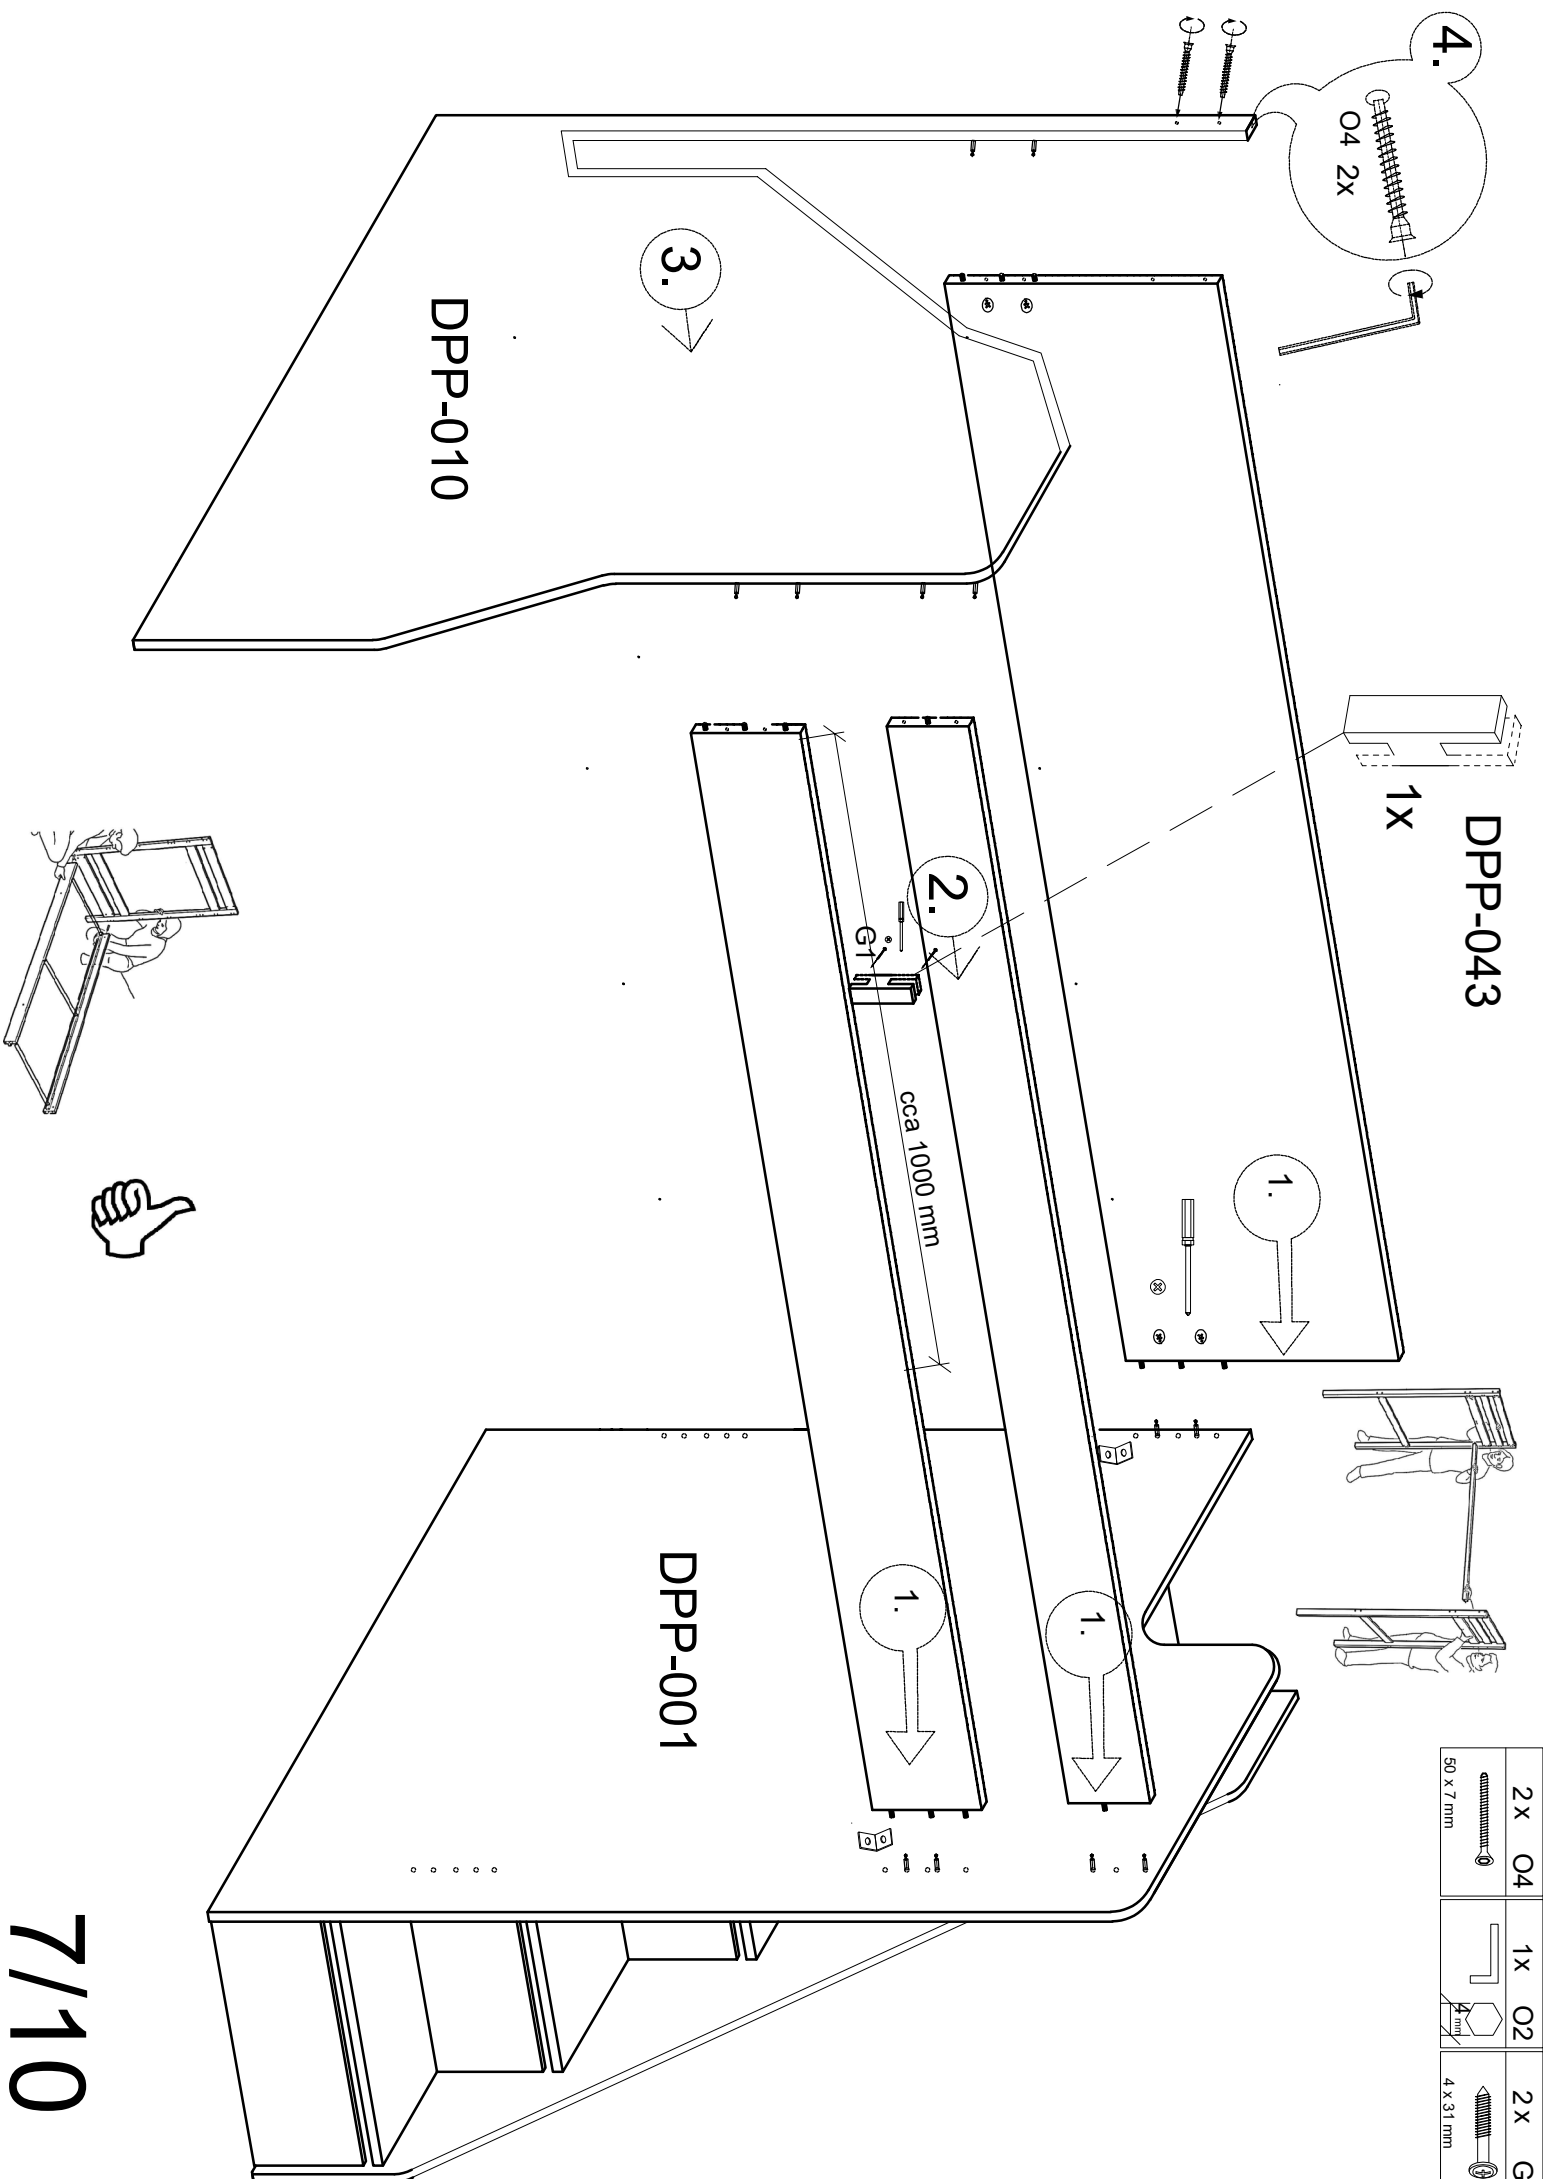 2x O4
50 x 7 mm
1x O2
4 mm
2x G
4 x 31 mm
4.
O4 2x
DPP-043
1x
1.
3.
DPP-010
2.
G1
cca 1000 mm
1.
1.
DPP-001
7/10